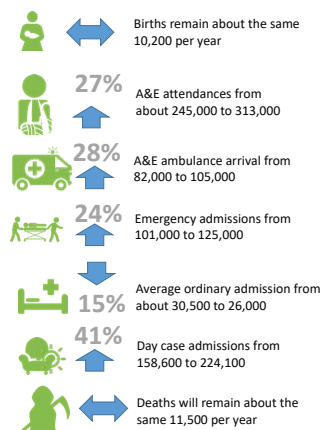 Births remain about the same
10,200 per year
27%
A&E attendances from
about 245,000 to 313,000
28%
A&E ambulance arrival from
82,000 to 105,000
24%
Emergency admissions from
101,000 to 125,000
15%
Average ordinary admission from
about 30,500 to 26,000
41%
Day case admissions from
158,600 to 224,100
Deaths will remain about the
same 11,500 per year